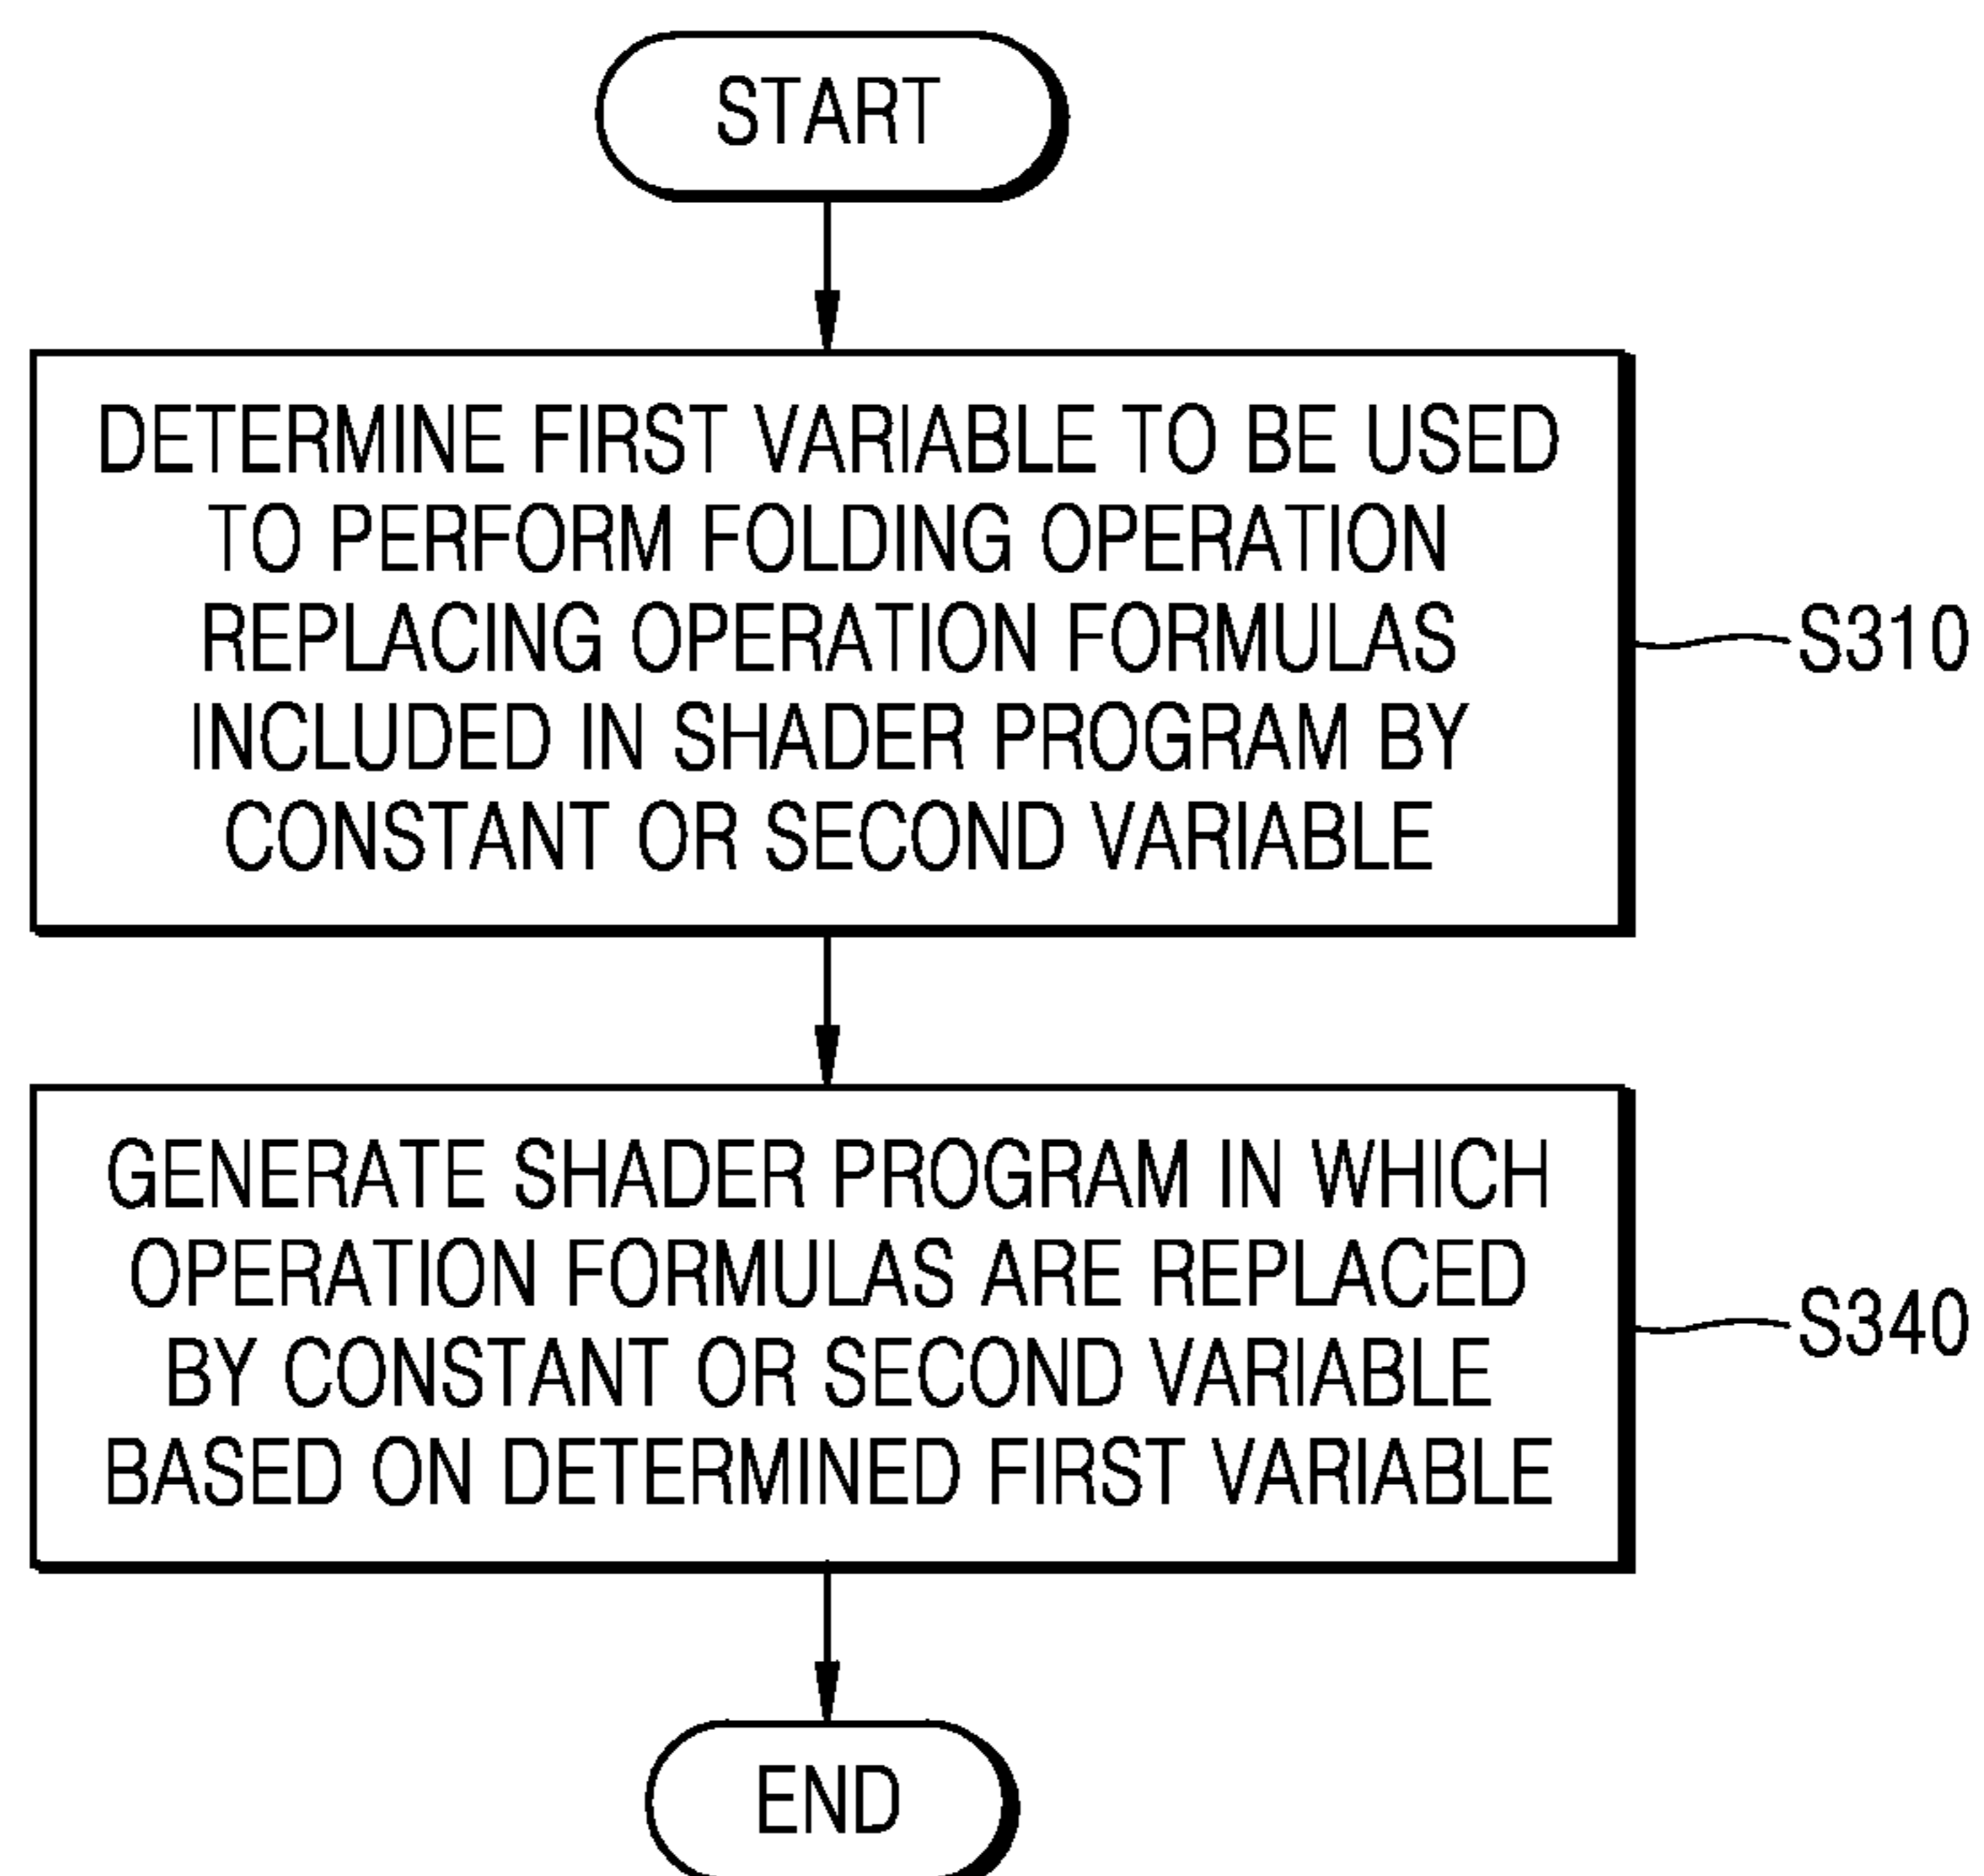 START
DETERMINE FIRST VARIABLE TO BE USED
TO PERFORM FOLDING OPERATION
REPLACING OPERATION FORMULAS
INCLUDED IN SHADER PROGRAM BY
CONSTANT OR SECOND VARIABLE
S310
GENERATE SHADER PROGRAM IN WHICH
OPERATION FORMULAS ARE REPLACED
BY CONSTANT OR SECOND VARIABLE
BASED ON DETERMINED FIRST VARIABLE
S340
END